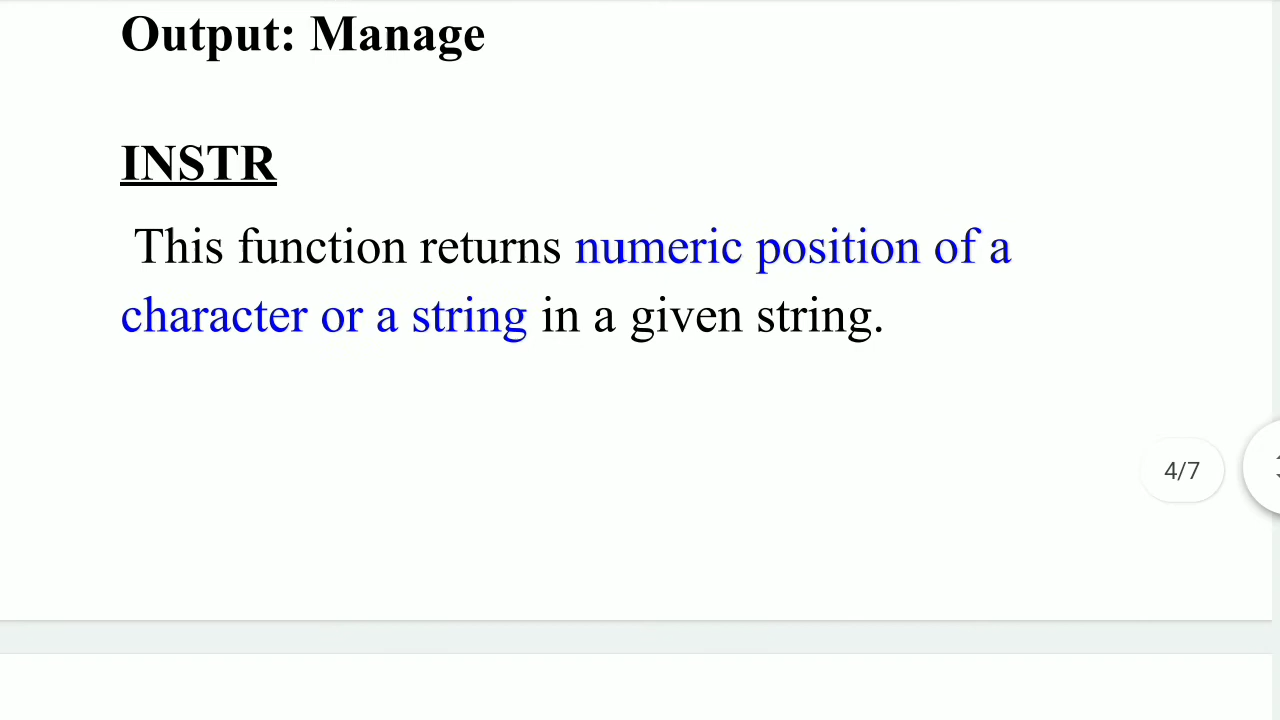 Output: Manage
INSTR
This function returns numeric position of a
character or a string in a given string.
4/7